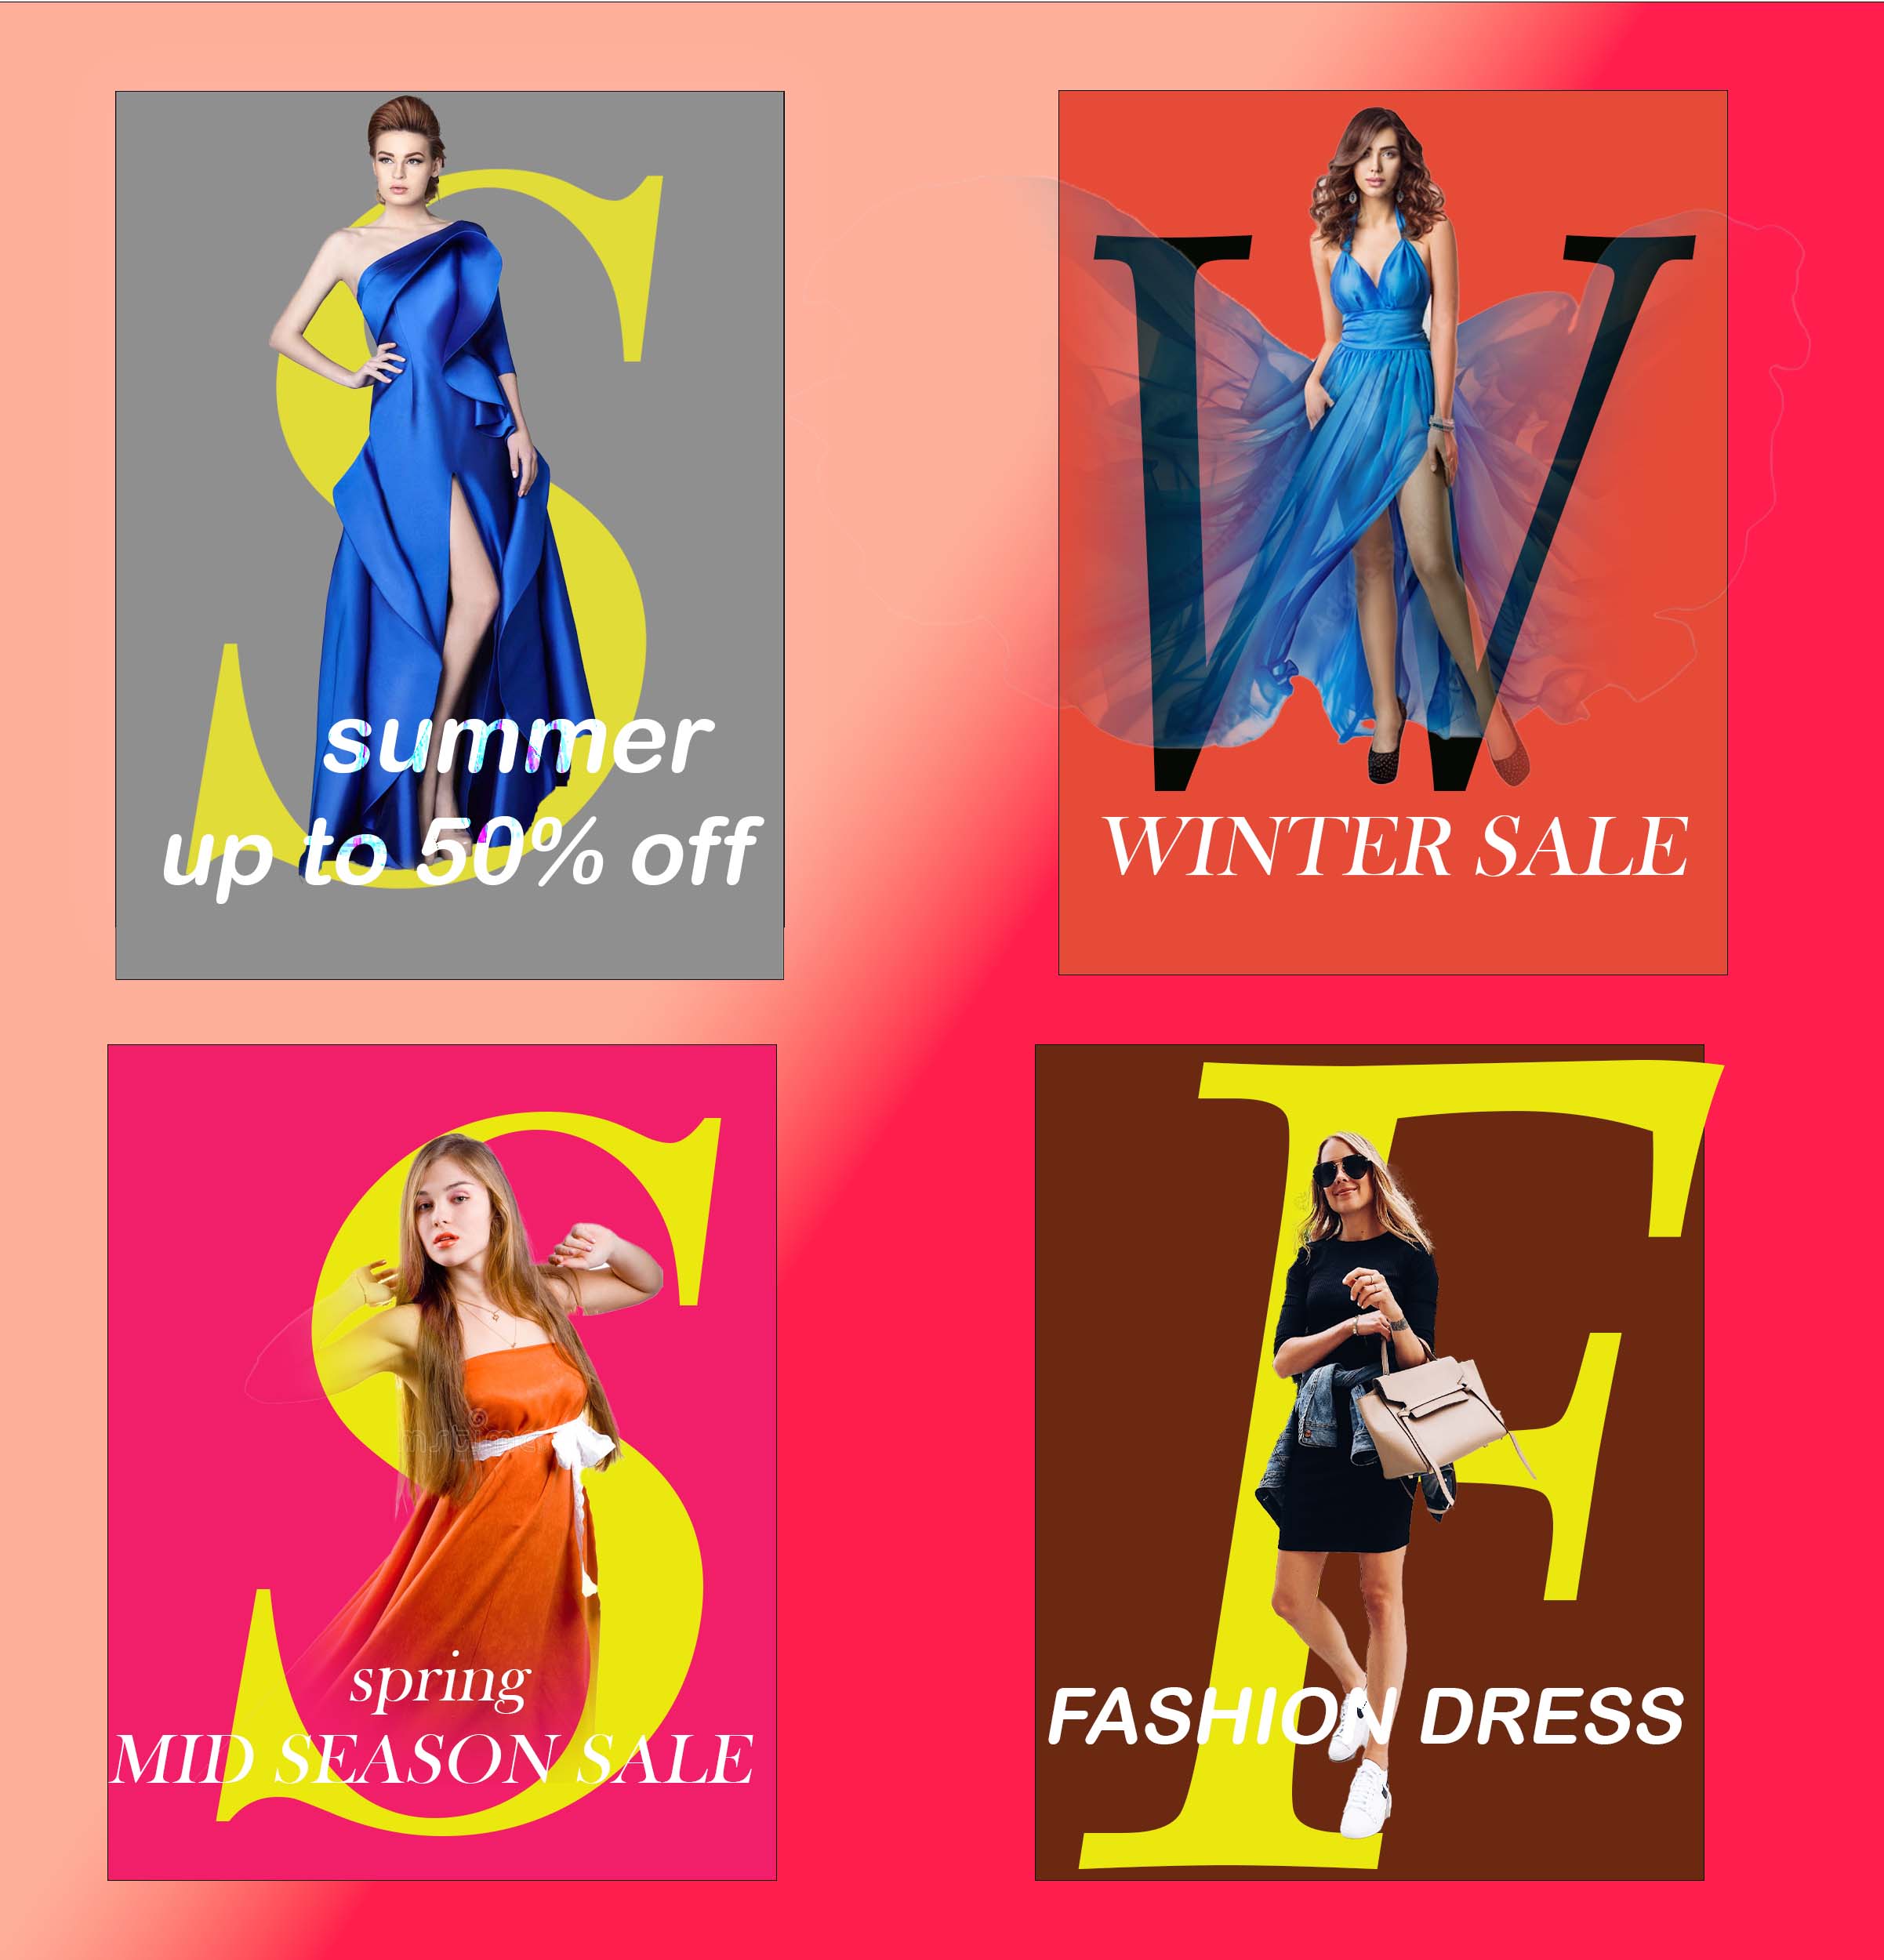 S
summer
up to 50% off
W
WINTER SALE
S
spring
MID SEASON SALE
F
FASHION DRESS